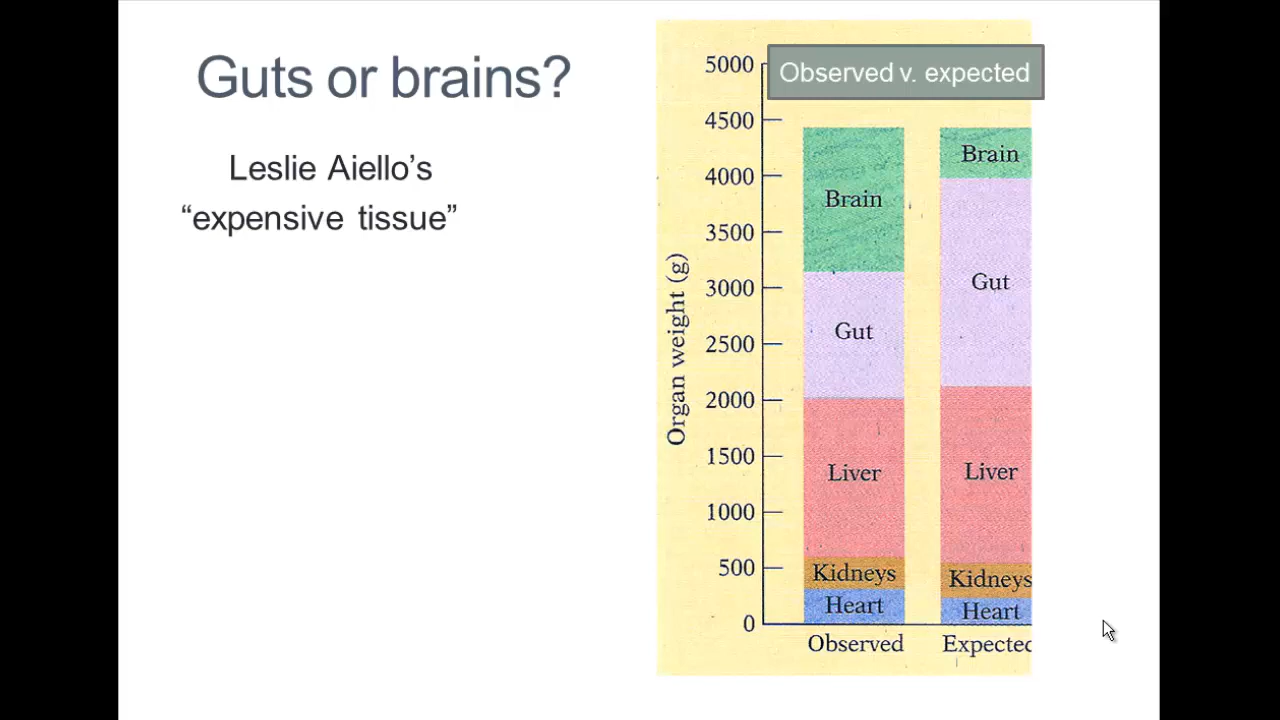 Guts or brains?
Leslie Aiello’s
“expensive tissue”
Observed v. expected
Organ weight (g)
5000
4500
4000
3500
3000
2500
2000
1500
1000
500
0
Brain
Gut
Liver
Kidneys
Heart
Observed
Brain
Gut
Liver
Kidneys
Heart
Expected